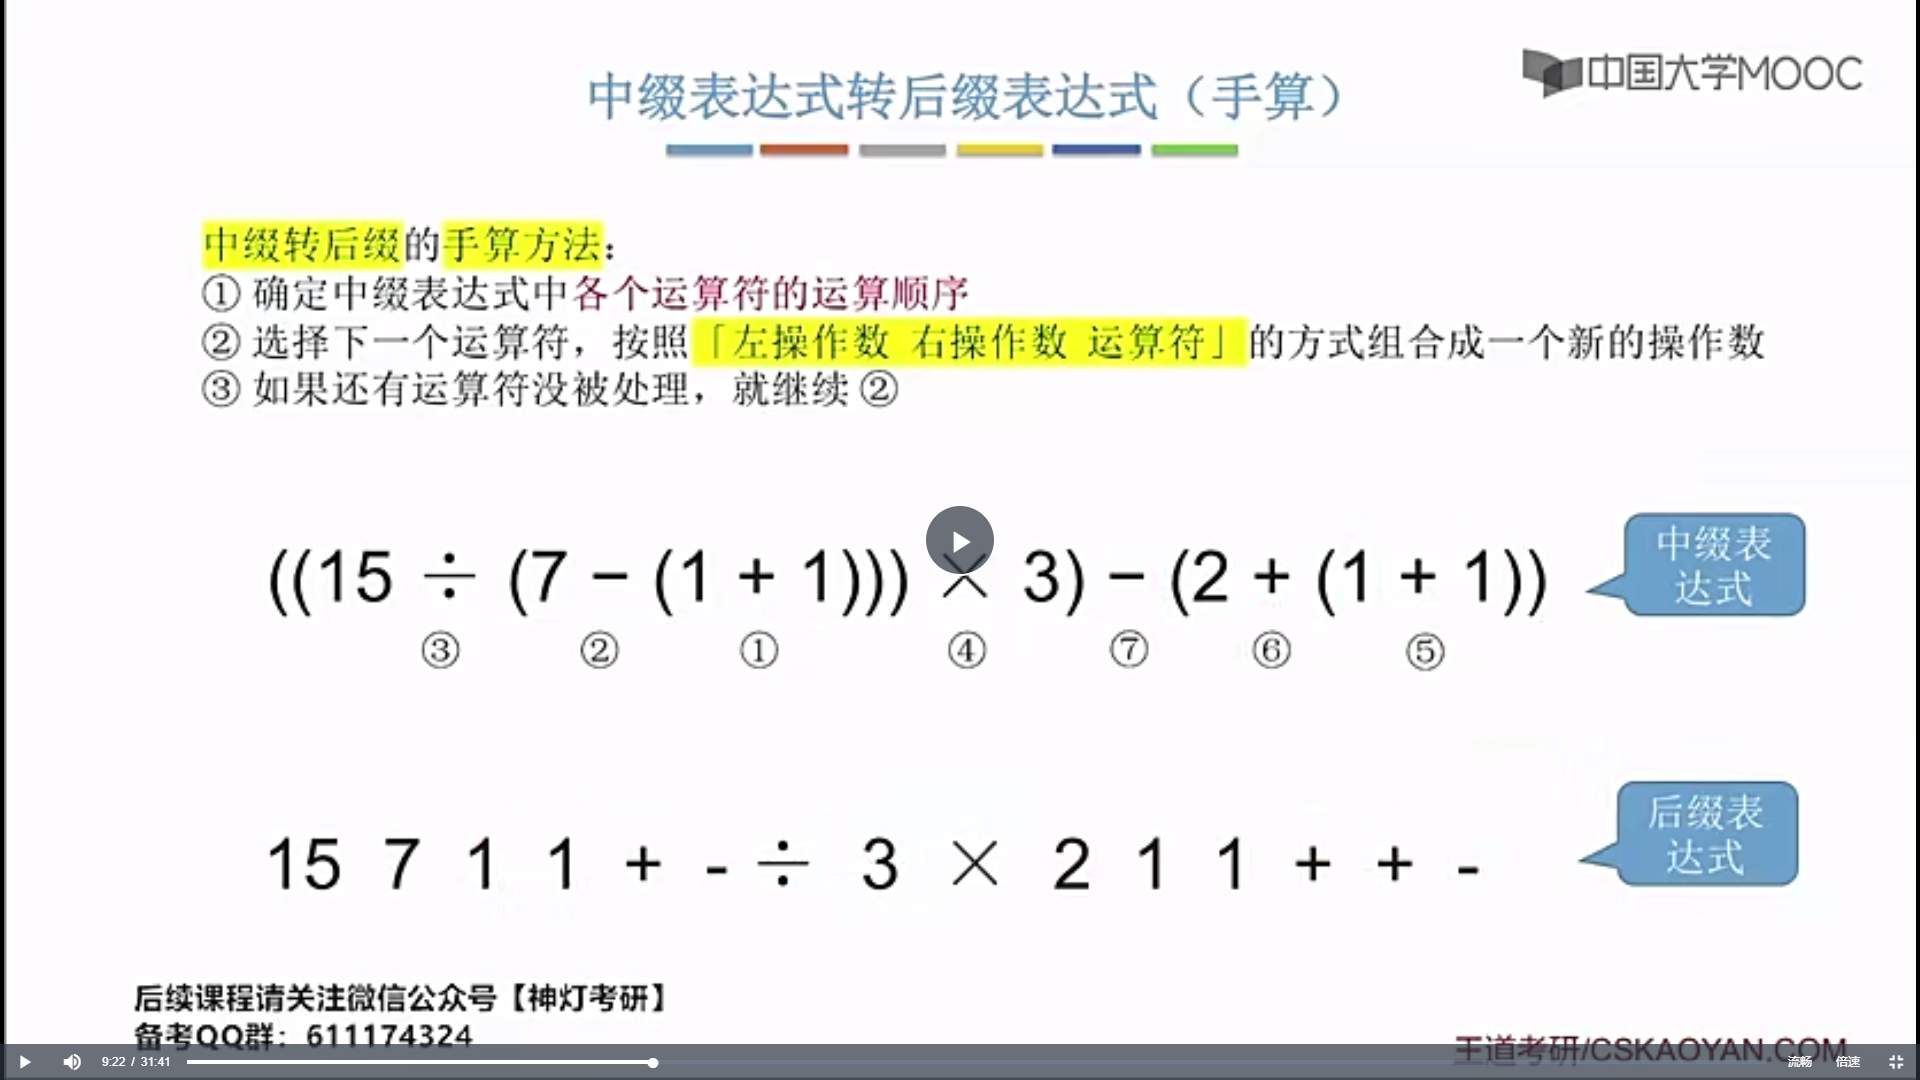 中国大学MOOC
中缀表达式转后缀表达式（手算）
中缀转后缀的手算方法：
① 确定中缀表达式中各个运算符的运算顺序
② 选择下一个运算符，按照「左操作数 右操作数 运算符」的方式组合成一个新的操作数
③ 如果还有运算符没被处理，就继续 ②
((15 ÷ (7 − (1 + 1))) × 3) − (2 + (1 + 1))
中缀表
达式
③ ② ① ④ ⑦ ⑥ ⑤
15 7 1 1 + - ÷ 3 × 2 1 1 + + -
后缀表
达式
后续课程请关注微信公众号【神灯考研】
备考QQ群：611174324
王道考研/CSKAOYAN.COM
9:22 / 31:41
流畅 倍速